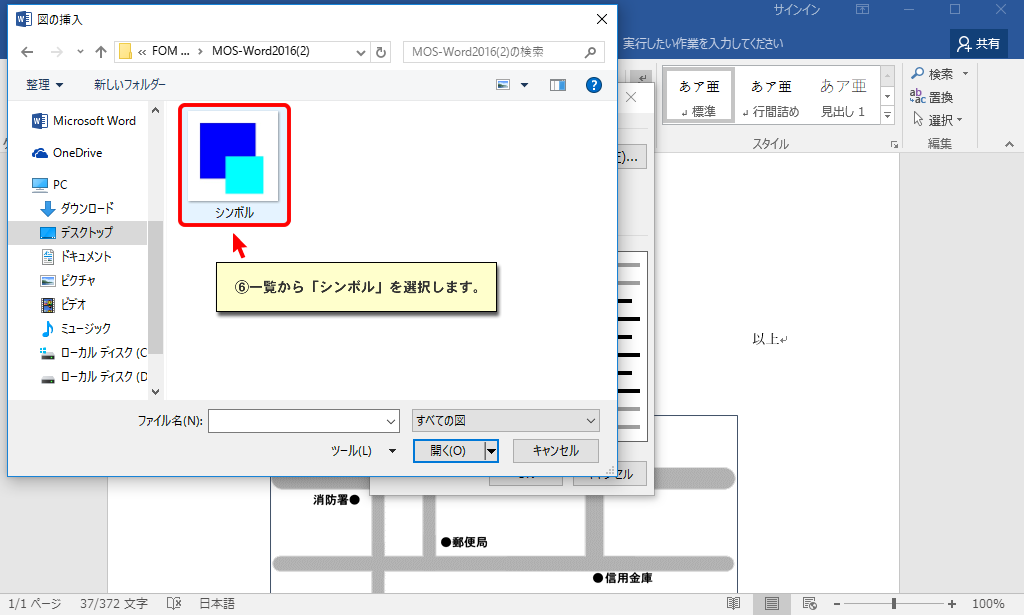 図の挿入
サインイン
« FOM ... › MOS-Word2016(2)
MOS-Word2016(2)の検索
実行したい作業を入力してください
共有
整理
新しいフォルダー
Microsoft Word
OneDrive
PC
ダウンロード
デスクトップ
ドキュメント
ピクチャ
ビデオ
ミュージック
ローカル ディスク (C
ローカル ディスク (D
シンボル
⑥一覧から「シンボル」を選択します。
ファイル名(N):
すべての図
ツール(L)
開く(O)
キャンセル
あア亜
標準
あア亜
行間詰め
あア亜
見出し 1
スタイル
検索
置換
選択
編集
以上
消防署
郵便局
信用金庫
1/1 ページ
37/372 文字
日本語
100%